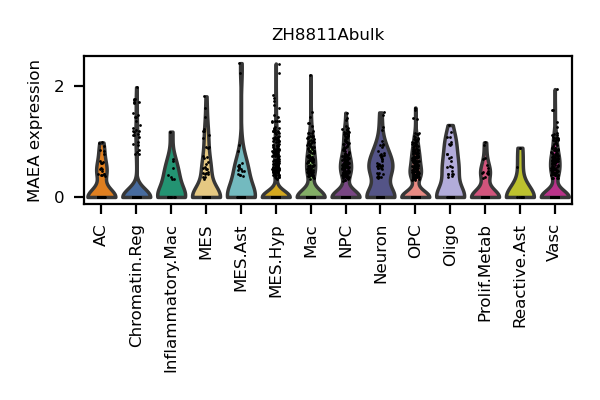 ZH8811Abulk
MAEA expression
2
0
AC
Chromatin.Reg
Inflammatory.Mac
MES
MES.Ast
MES.Hyp
Mac
NPC
Neuron
OPC
Oligo
Prolif.Metab
Reactive.Ast
Vasc